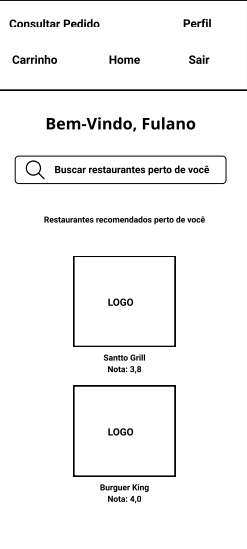 Consultar Pedido Perfil
Carrinho Home Sair
Bem-Vindo, Fulano
Buscar restaurantes perto de você
Restaurantes recomendados perto de você
LOGO
Santto Grill
Nota: 3,8
LOGO
Burguer King
Nota: 4,0